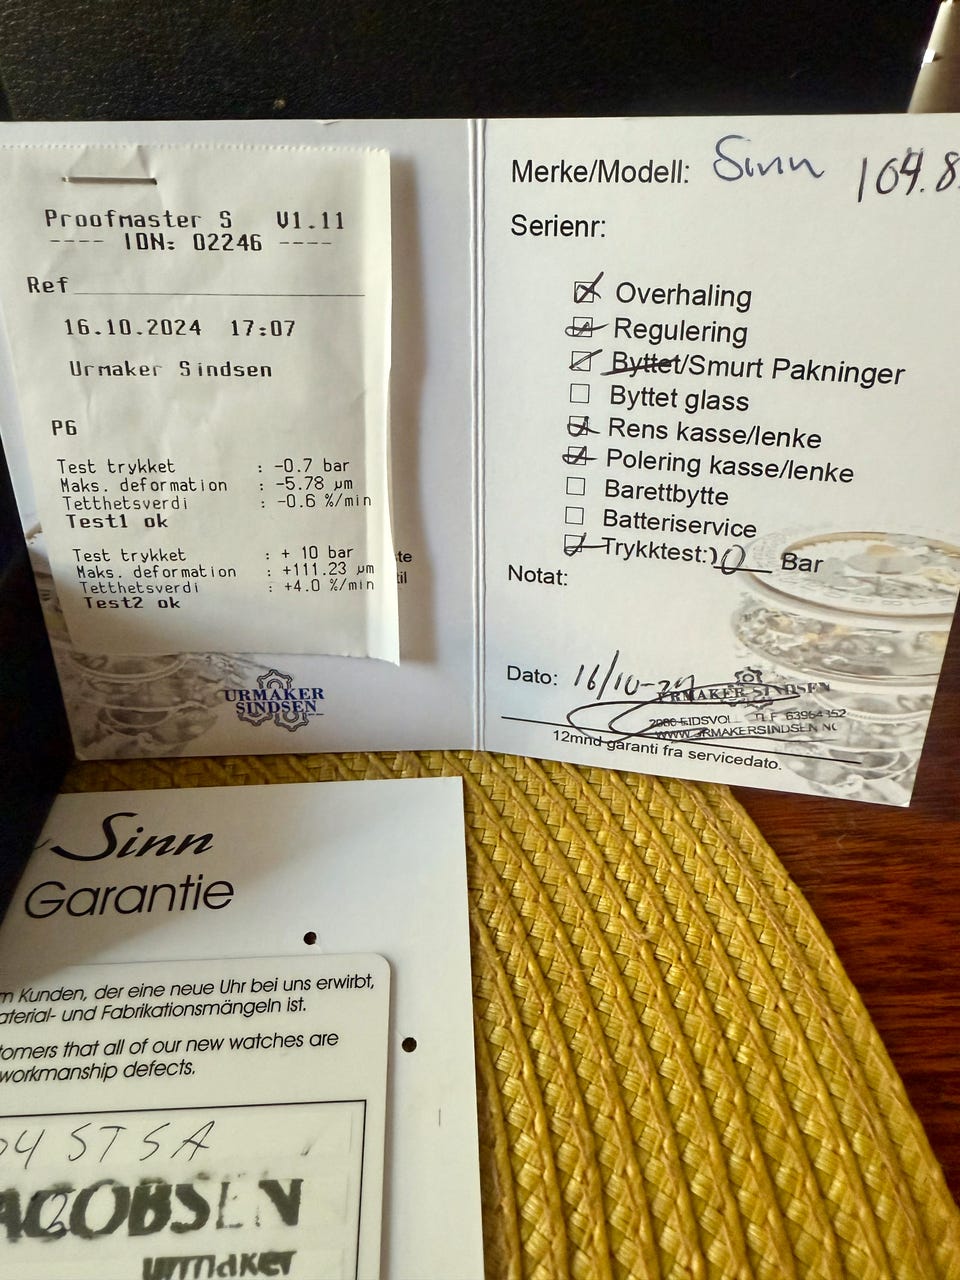 Proofmaster S V1.11
---- IDN: 02246 ----
Ref
16.10.2024 17:07
Urmaker Sindsen
P6
Test trykket : -0.7 bar
Maks. deformation : -5.78 µm
Tetthetsverdi : -0.6 %/min
Test1 ok
Test trykket : + 10 bar
Maks. deformation : +111.23 µm
Tetthetsverdi : +4.0 %/min
Test2 ok
URMAKER
SINDSEN
Merke/Modell: Sinn 104.8
Serienr:
Overhaling
Regulering
Byttet/Smurt Pakninger
Byttet glass
Rens kasse/lenke
Polering kasse/lenke
Barettbytte
Batteriservice
Trykktest: 10 Bar
Notat:
Dato: 16/10-24
URMAKER SINDSEN
EIDSVOLL TLF
WWW.URMAKERSINDSEN.NO
12mnd garanti fra servicedato.
Sinn
Garantie
Kunden, der eine neue Uhr bei uns erwirbt,
aterial- und Fabrikationsmängeln ist.
tomers that all of our new watches are
workmanship defects.
04 ST SA
JACOBSEN
urmaker